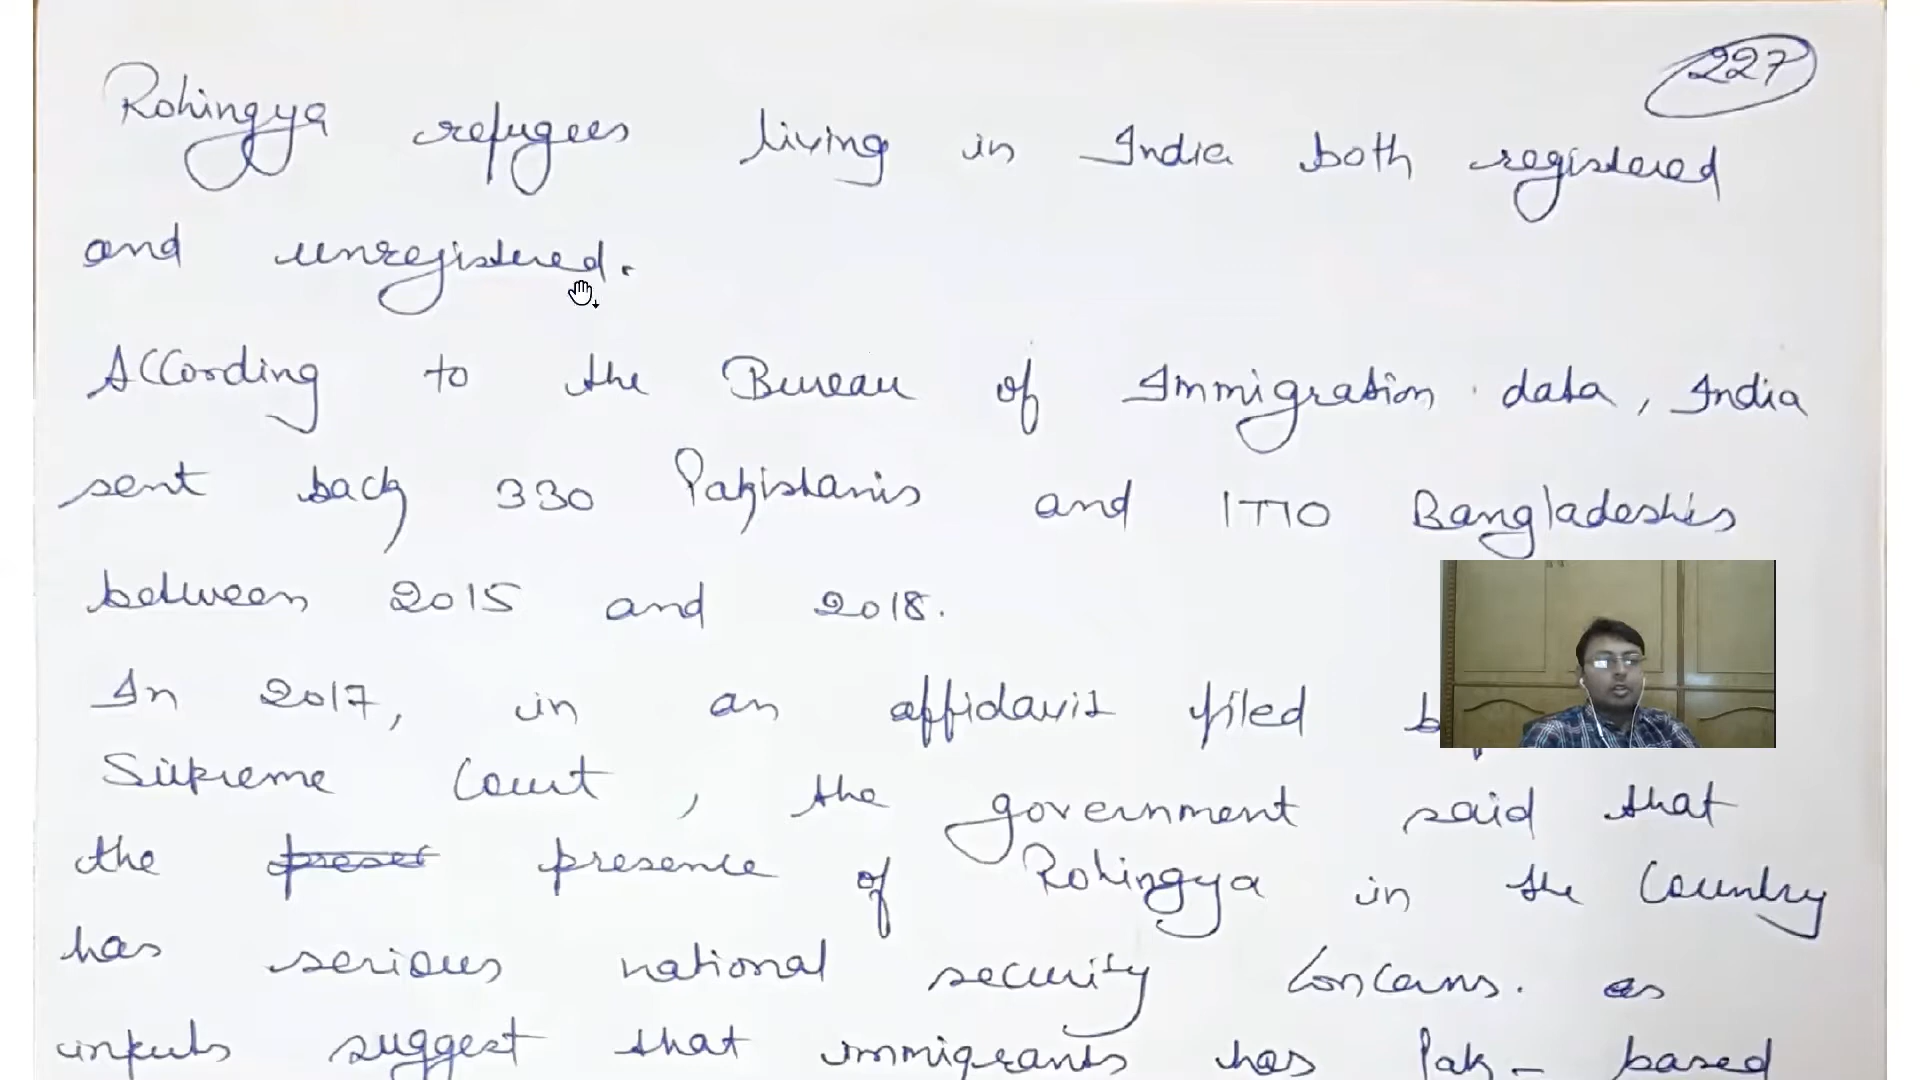 227
Rohingya refugees living in India both registered
and unregistered.
According to the Bureau of Immigration data, India
sent back 330 Pakistanis and 1770 Bangladeshis
between 2015 and 2018.
In 2017, in an affidavit filed
Supreme Court, the government said that
the presence of Rohingya in the Country
has serious national security concerns. as
inputs suggest that immigrants has Pak- based